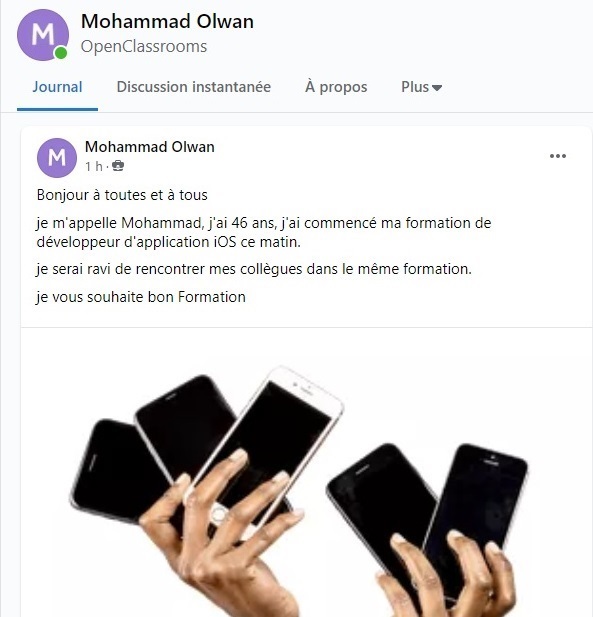 M
Mohammad Olwan
OpenClassrooms
Journal Discussion instantanée À propos Plus
M
Mohammad Olwan
1 h ·
Bonjour à toutes et à tous
je m'appelle Mohammad, j'ai 46 ans, j'ai commencé ma formation de
développeur d'application iOS ce matin.
je serai ravi de rencontrer mes collègues dans le même formation.
je vous souhaite bon Formation